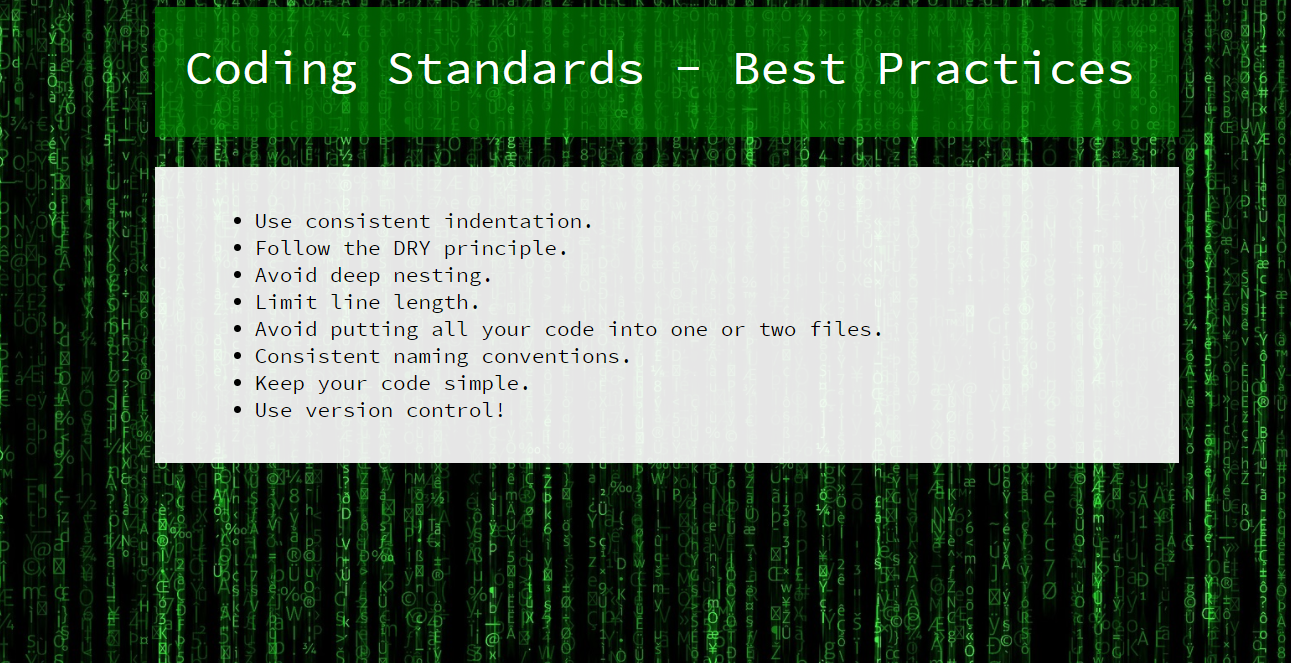 Coding Standards – Best Practices
• Use consistent indentation.
• Follow the DRY principle.
• Avoid deep nesting.
• Limit line length.
• Avoid putting all your code into one or two files.
• Consistent naming conventions.
• Keep your code simple.
• Use version control!